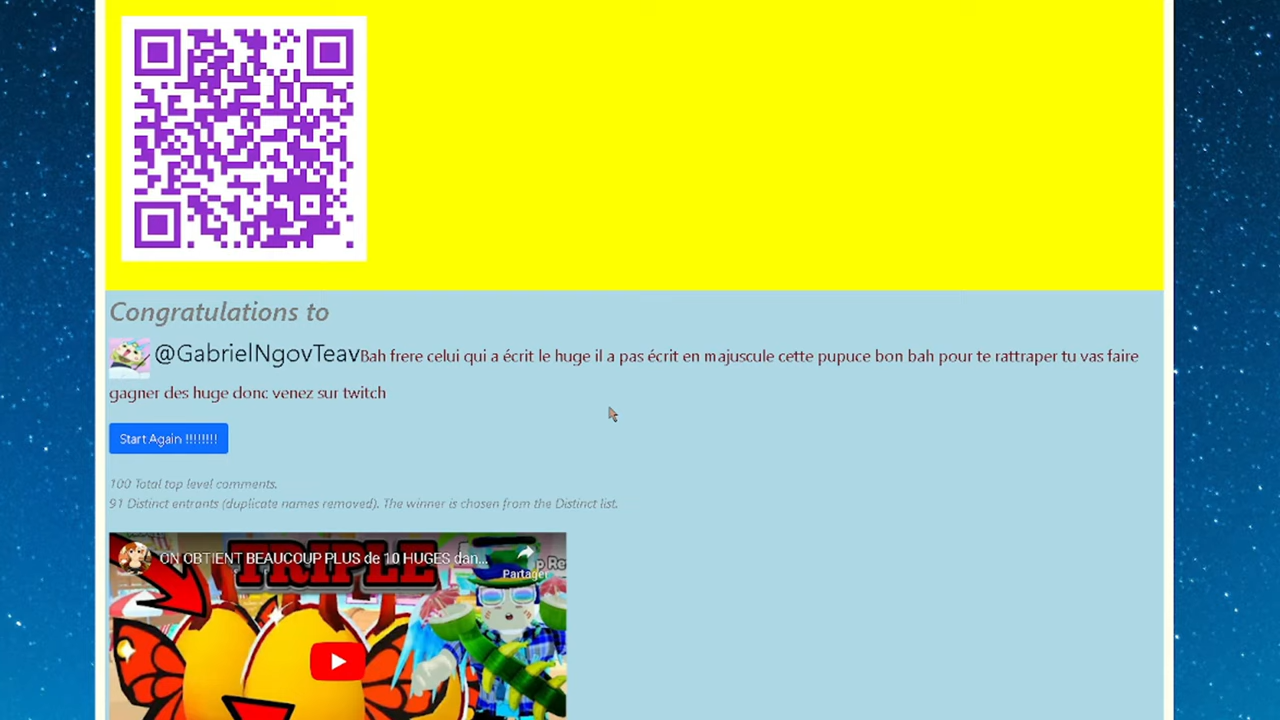 Congratulations to
@GabrielNgovTeavBah frere celui qui a écrit le huge il a pas écrit en majuscule cette pupuce bon bah pour te rattraper tu vas faire
gagner des huge donc venez sur twitch
Start Again !!!!!!!!
100 Total top level comments.
91 Distinct entrants (duplicate names removed). The winner is chosen from the Distinct list.
ON OBTIENT BEAUCOUP PLUS de 10 HUGES dan...
TRIPLE
p Re
Partager